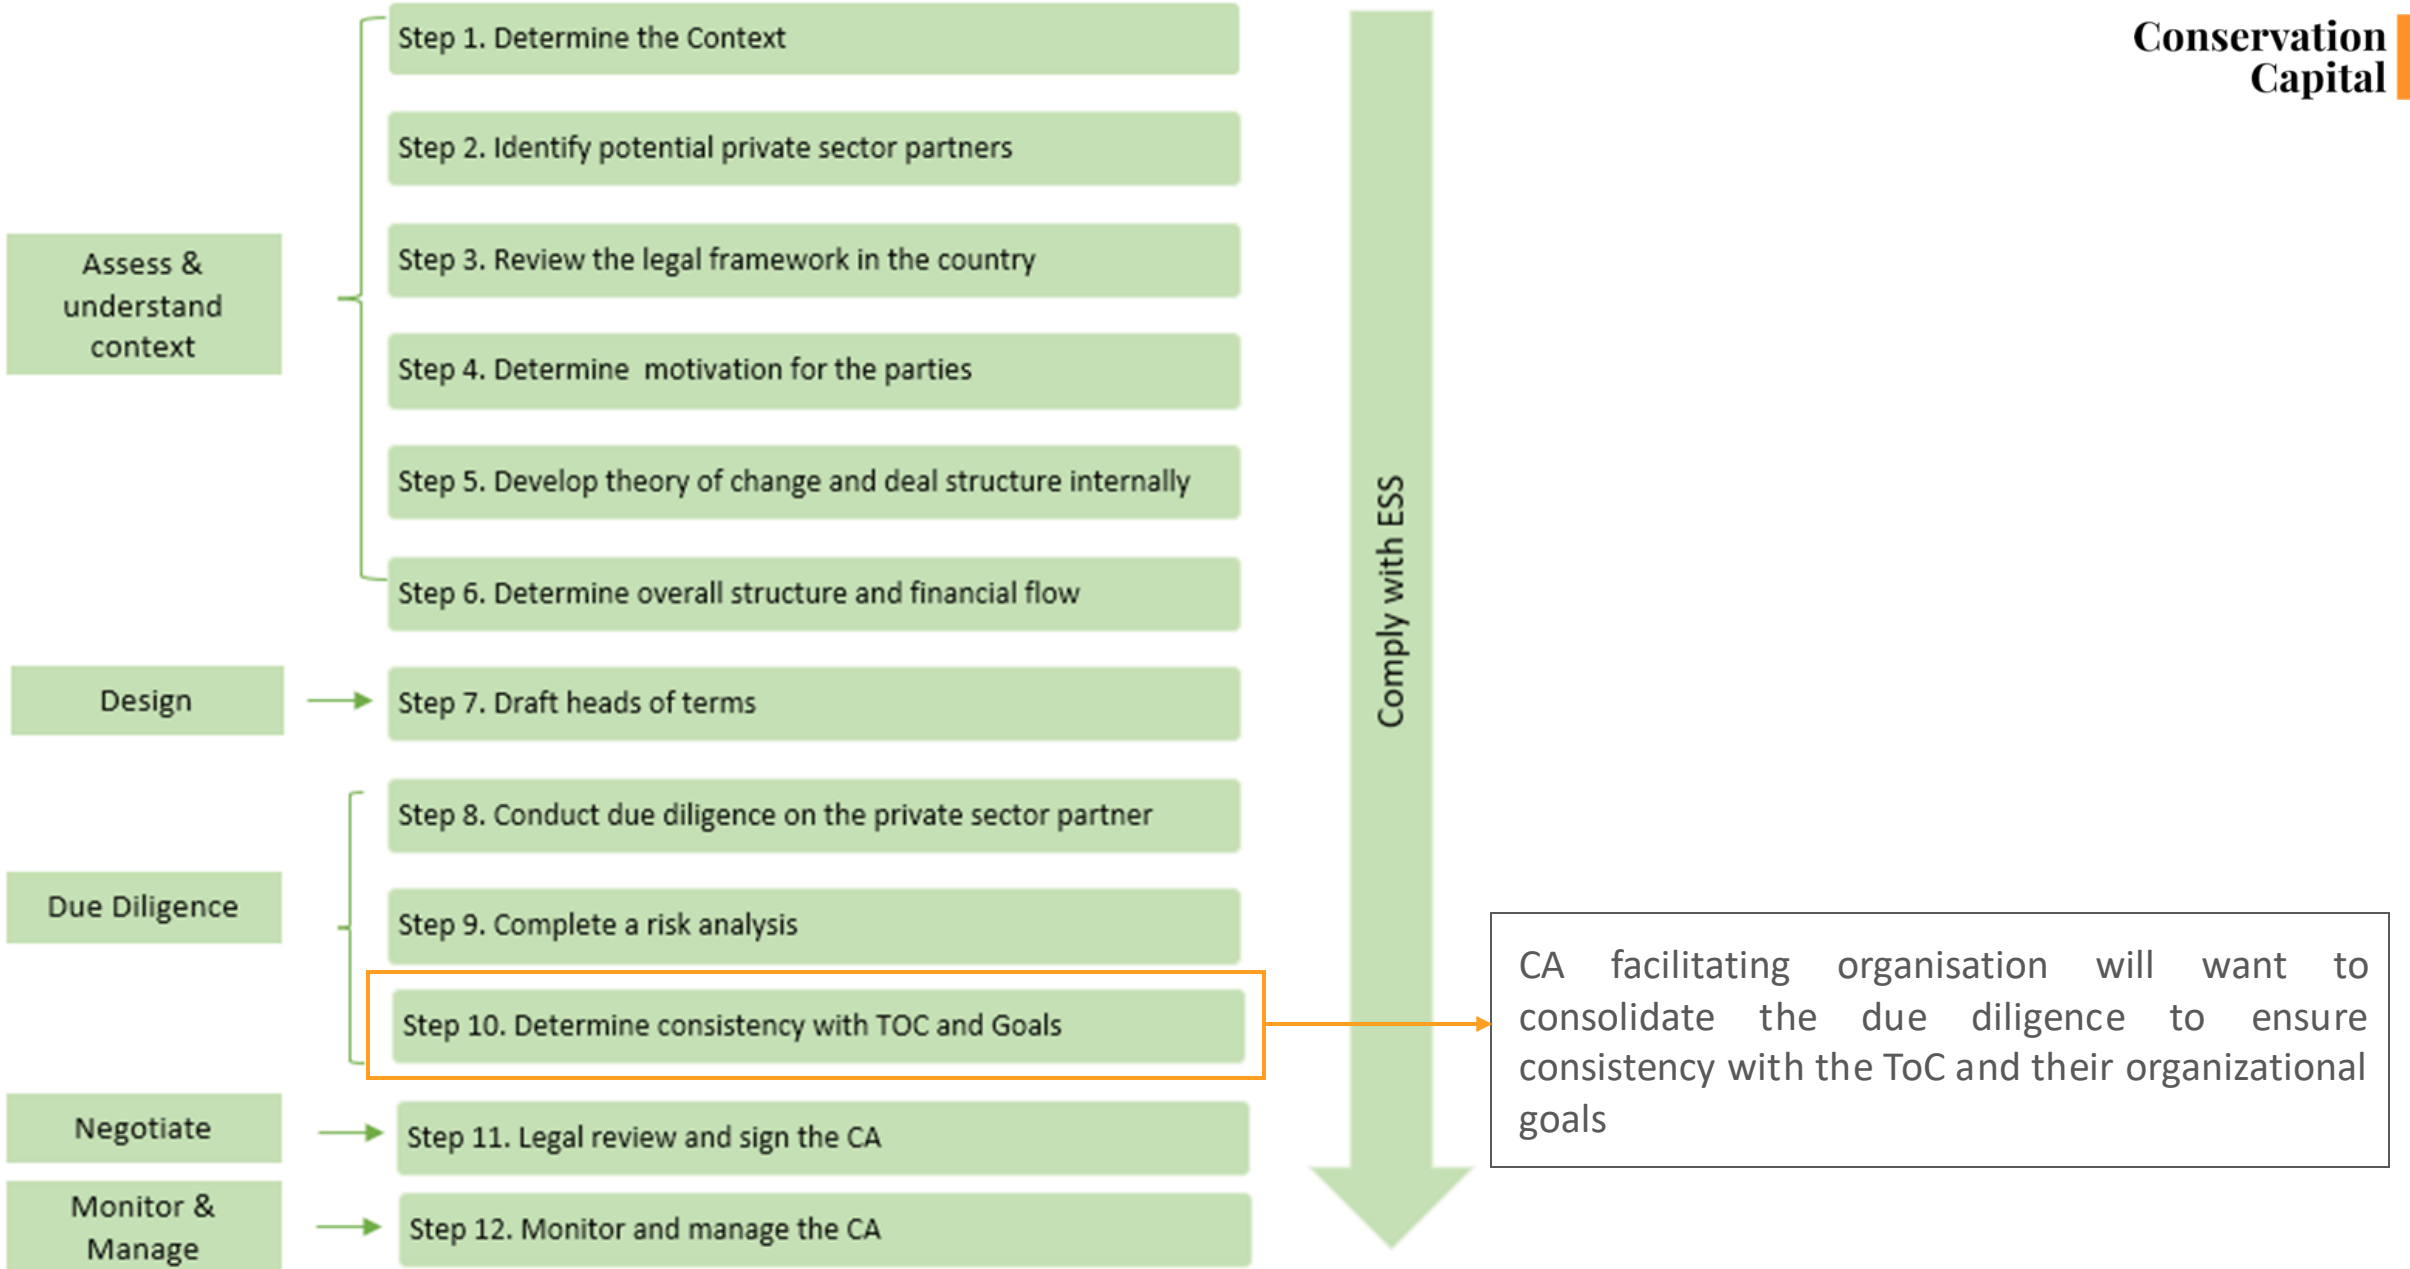 Conservation
Capital
Assess &
understand
context
Step 1. Determine the Context
Step 2. Identify potential private sector partners
Step 3. Review the legal framework in the country
Step 4. Determine  motivation for the parties
Step 5. Develop theory of change and deal structure internally
Step 6. Determine overall structure and financial flow
Design
Step 7. Draft heads of terms
Due Diligence
Step 8. Conduct due diligence on the private sector partner
Step 9. Complete a risk analysis
Step 10. Determine consistency with TOC and Goals
Negotiate
Step 11. Legal review and sign the CA
Monitor &
Manage
Step 12. Monitor and manage the CA
Comply with ESS
CA facilitating organisation will want to
consolidate the due diligence to ensure
consistency with the ToC and their organizational
goals